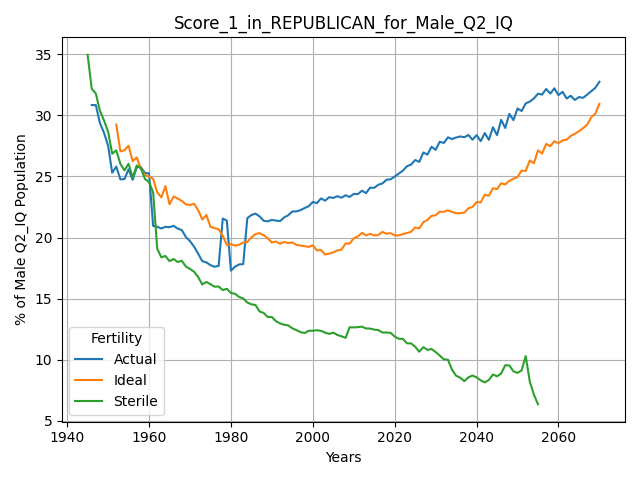 Score_1_in_REPUBLICAN_for_Male_Q2_IQ
% of Male Q2_IQ Population
35
30
25
20
15
10
5
Fertility
Actual
Ideal
Sterile
1940 1960 1980 2000 2020 2040 2060
Years